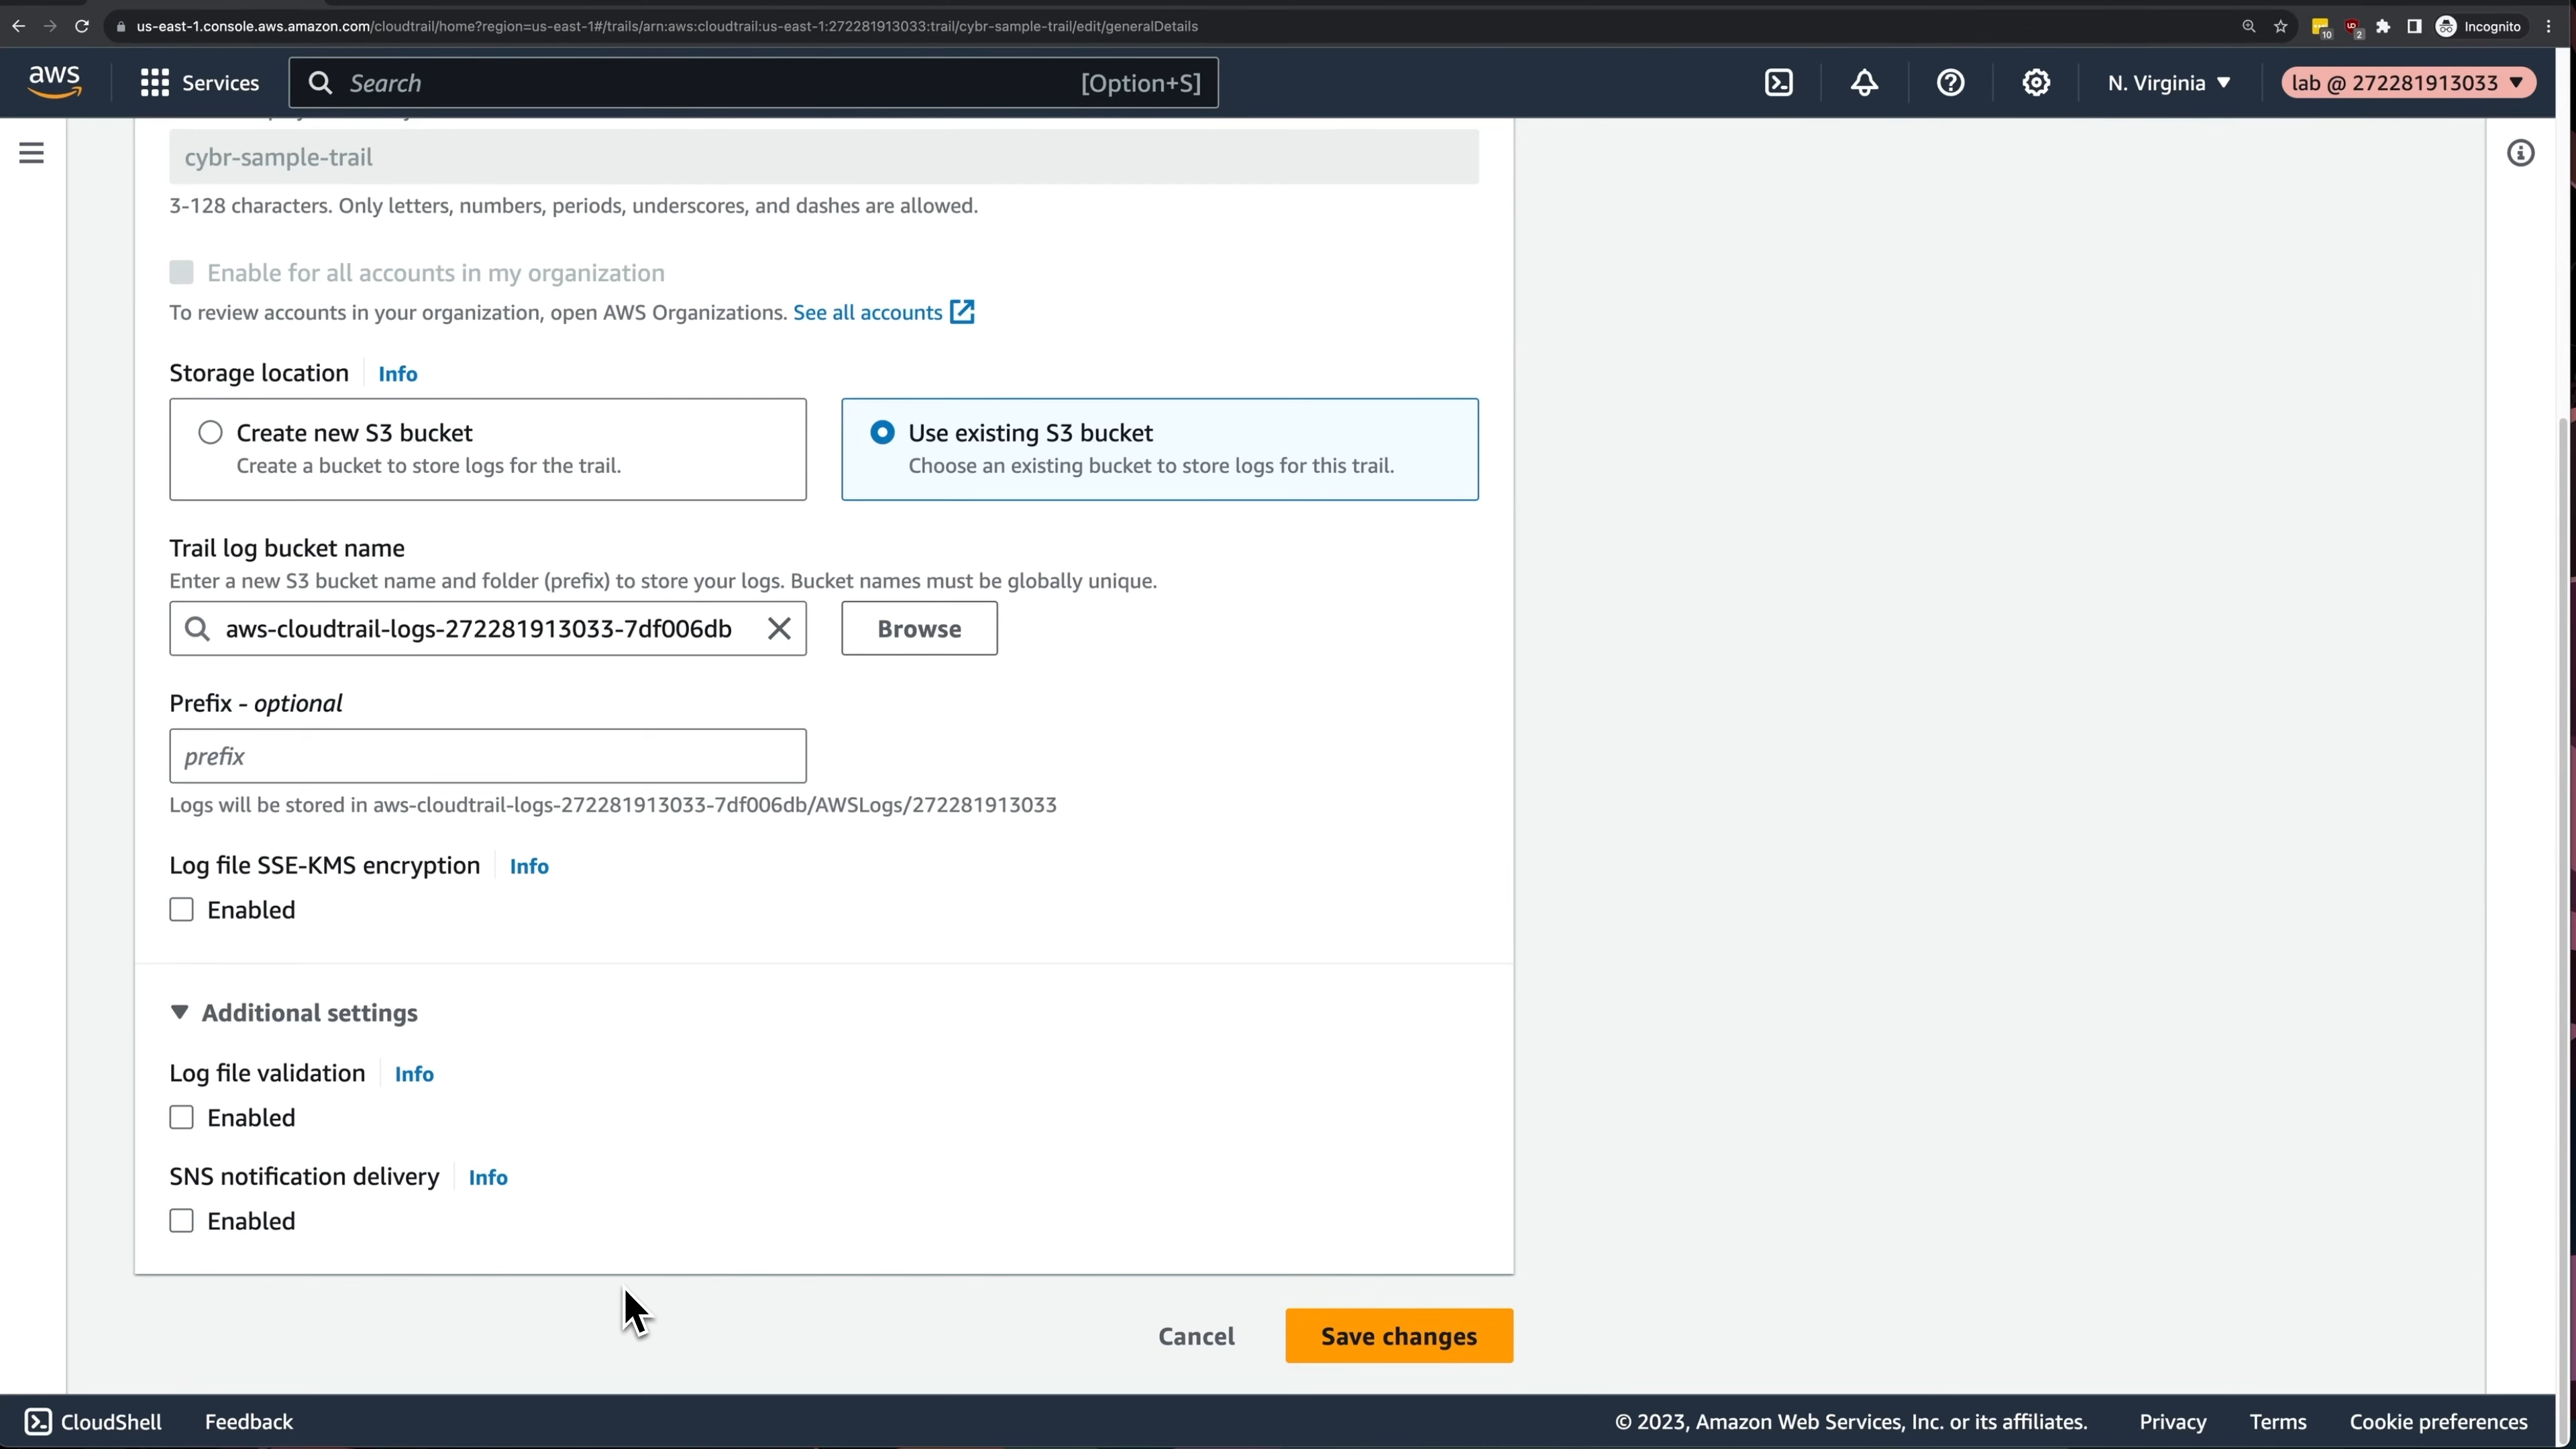 us-east-1.console.aws.amazon.com/cloudtrail/home?region=us-east-1#/trails/arn:aws:cloudtrail:us-east-1:272281913033:trail/cybr-sample-trail/edit/generalDetails
10
2
Incognito
aws
Services
Search
[Option+S]
N. Virginia
lab @ 272281913033
cybr-sample-trail
3-128 characters. Only letters, numbers, periods, underscores, and dashes are allowed.
Enable for all accounts in my organization
To review accounts in your organization, open AWS Organizations. See all accounts
Storage location Info
Create new S3 bucket
Create a bucket to store logs for the trail.
Use existing S3 bucket
Choose an existing bucket to store logs for this trail.
Trail log bucket name
Enter a new S3 bucket name and folder (prefix) to store your logs. Bucket names must be globally unique.
aws-cloudtrail-logs-272281913033-7df006db
Browse
Prefix - optional
prefix
Logs will be stored in aws-cloudtrail-logs-272281913033-7df006db/AWSLogs/272281913033
Log file SSE-KMS encryption Info
Enabled
Additional settings
Log file validation Info
Enabled
SNS notification delivery Info
Enabled
Cancel
Save changes
CloudShell
Feedback
© 2023, Amazon Web Services, Inc. or its affiliates.
Privacy
Terms
Cookie preferences